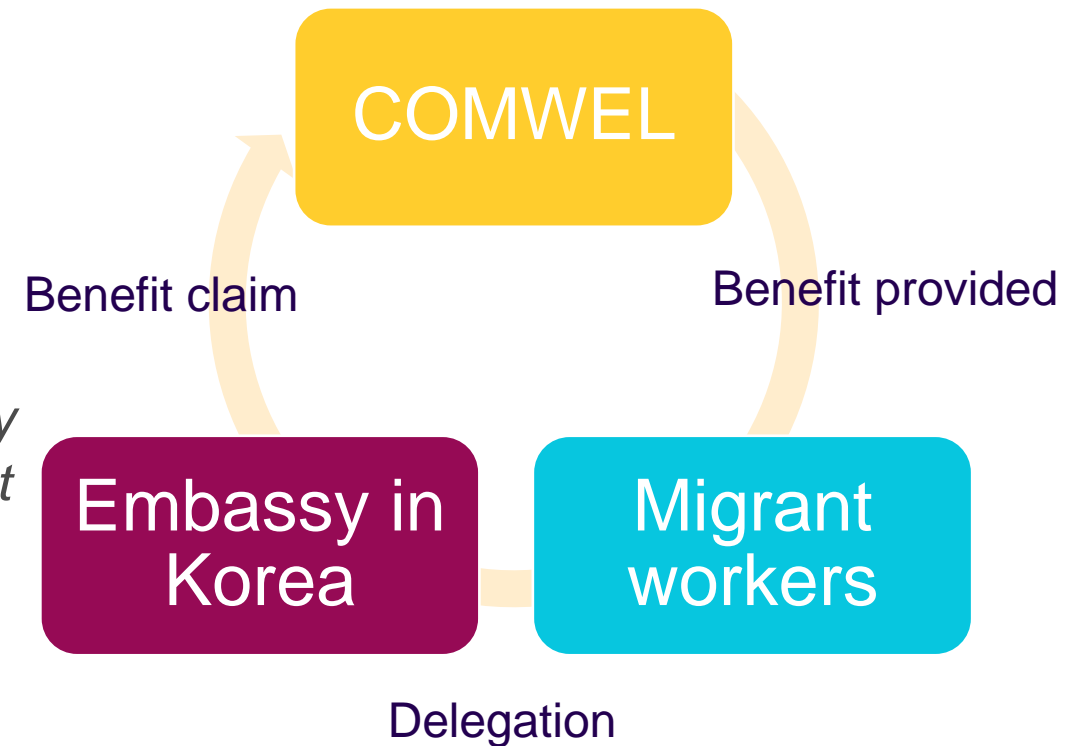 COMWEL
Benefit claim
Benefit provided
Embassy in
Korea
Migrant
workers
Delegation